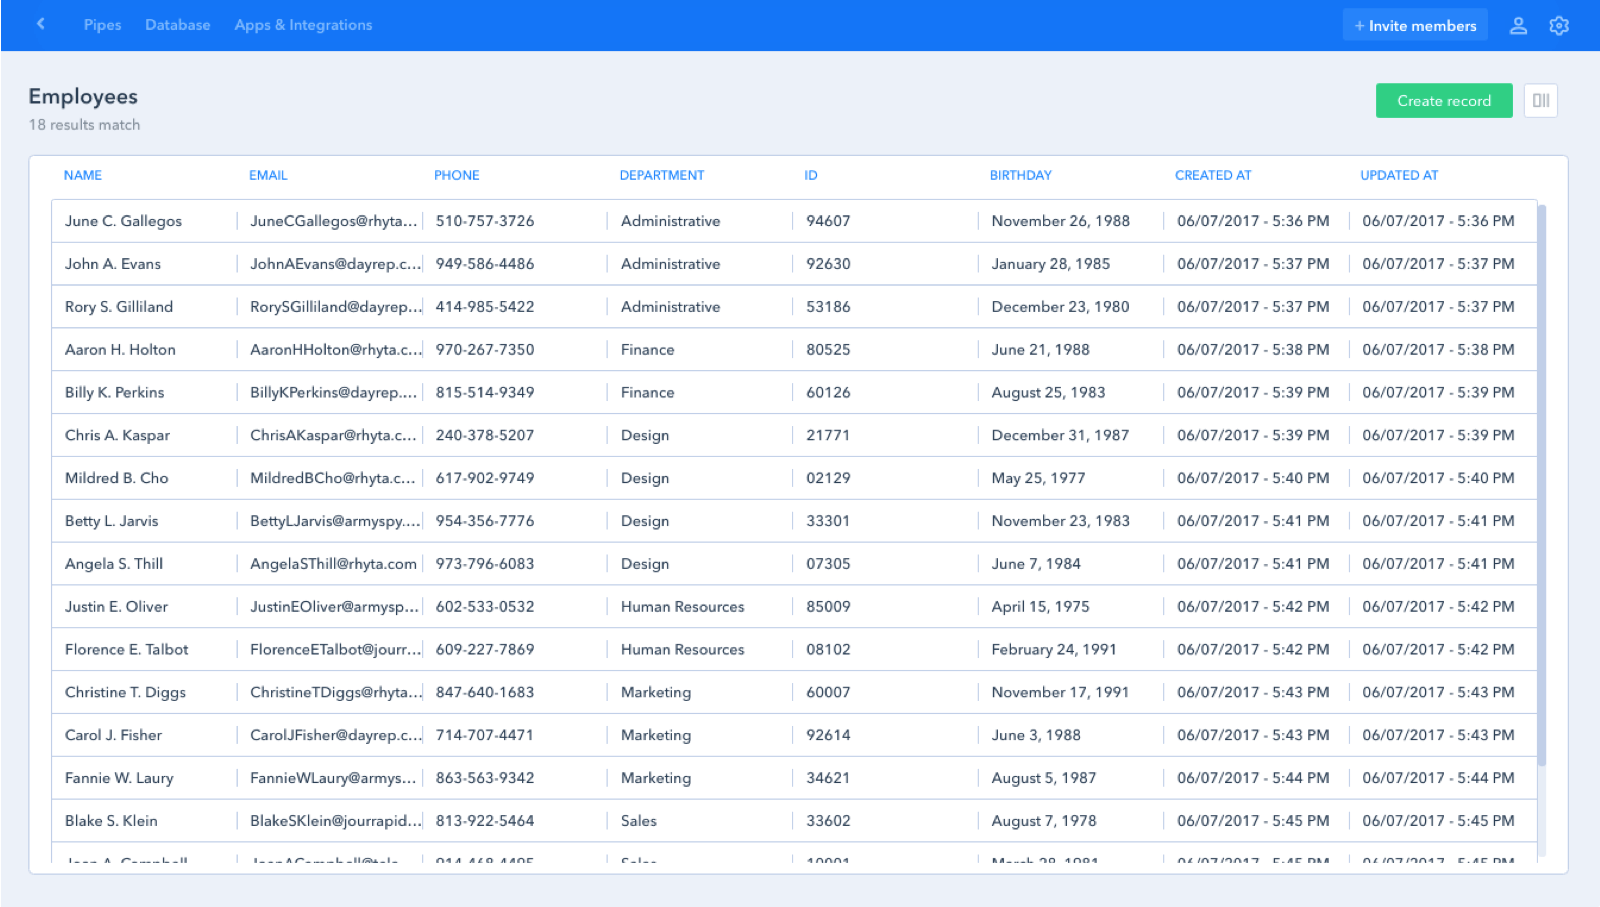 Pipes Database Apps & Integrations + Invite members
Employees
18 results match
Create record
NAME EMAIL PHONE DEPARTMENT ID BIRTHDAY CREATED AT UPDATED AT
June C. Gallegos JuneCGallegos@rhyta... 510-757-3726 Administrative 94607 November 26, 1988 06/07/2017 - 5:36 PM 06/07/2017 - 5:36 PM
John A. Evans JohnAEvans@dayrep.c... 949-586-4486 Administrative 92630 January 28, 1985 06/07/2017 - 5:37 PM 06/07/2017 - 5:37 PM
Rory S. Gilliland RorySGilliland@dayrep... 414-985-5422 Administrative 53186 December 23, 1980 06/07/2017 - 5:37 PM 06/07/2017 - 5:37 PM
Aaron H. Holton AaronHHolton@rhyta.c... 970-267-7350 Finance 80525 June 21, 1988 06/07/2017 - 5:38 PM 06/07/2017 - 5:38 PM
Billy K. Perkins BillyKPerkins@dayrep.... 815-514-9349 Finance 60126 August 25, 1983 06/07/2017 - 5:39 PM 06/07/2017 - 5:39 PM
Chris A. Kaspar ChrisAKaspar@rhyta.c... 240-378-5207 Design 21771 December 31, 1987 06/07/2017 - 5:39 PM 06/07/2017 - 5:39 PM
Mildred B. Cho MildredBCho@rhyta.c... 617-902-9749 Design 02129 May 25, 1977 06/07/2017 - 5:40 PM 06/07/2017 - 5:40 PM
Betty L. Jarvis BettyLJarvis@armyspy.... 954-356-7776 Design 33301 November 23, 1983 06/07/2017 - 5:41 PM 06/07/2017 - 5:41 PM
Angela S. Thill AngelaSThill@rhyta.com 973-796-6083 Design 07305 June 7, 1984 06/07/2017 - 5:41 PM 06/07/2017 - 5:41 PM
Justin E. Oliver JustinEOliver@armysp... 602-533-0532 Human Resources 85009 April 15, 1975 06/07/2017 - 5:42 PM 06/07/2017 - 5:42 PM
Florence E. Talbot FlorenceETalbot@jourr... 609-227-7869 Human Resources 08102 February 24, 1991 06/07/2017 - 5:42 PM 06/07/2017 - 5:42 PM
Christine T. Diggs ChristineTDiggs@rhyta... 847-640-1683 Marketing 60007 November 17, 1991 06/07/2017 - 5:43 PM 06/07/2017 - 5:43 PM
Carol J. Fisher CarolJFisher@dayrep.c... 714-707-4471 Marketing 92614 June 3, 1988 06/07/2017 - 5:43 PM 06/07/2017 - 5:43 PM
Fannie W. Laury FannieWLaury@armys... 863-563-9342 Marketing 34621 August 5, 1987 06/07/2017 - 5:44 PM 06/07/2017 - 5:44 PM
Blake S. Klein BlakeSKlein@jourrapid... 813-922-5464 Sales 33602 August 7, 1978 06/07/2017 - 5:45 PM 06/07/2017 - 5:45 PM
Sales 06/07/2017 - 5:45 PM 06/07/2017 - 5:45 PM